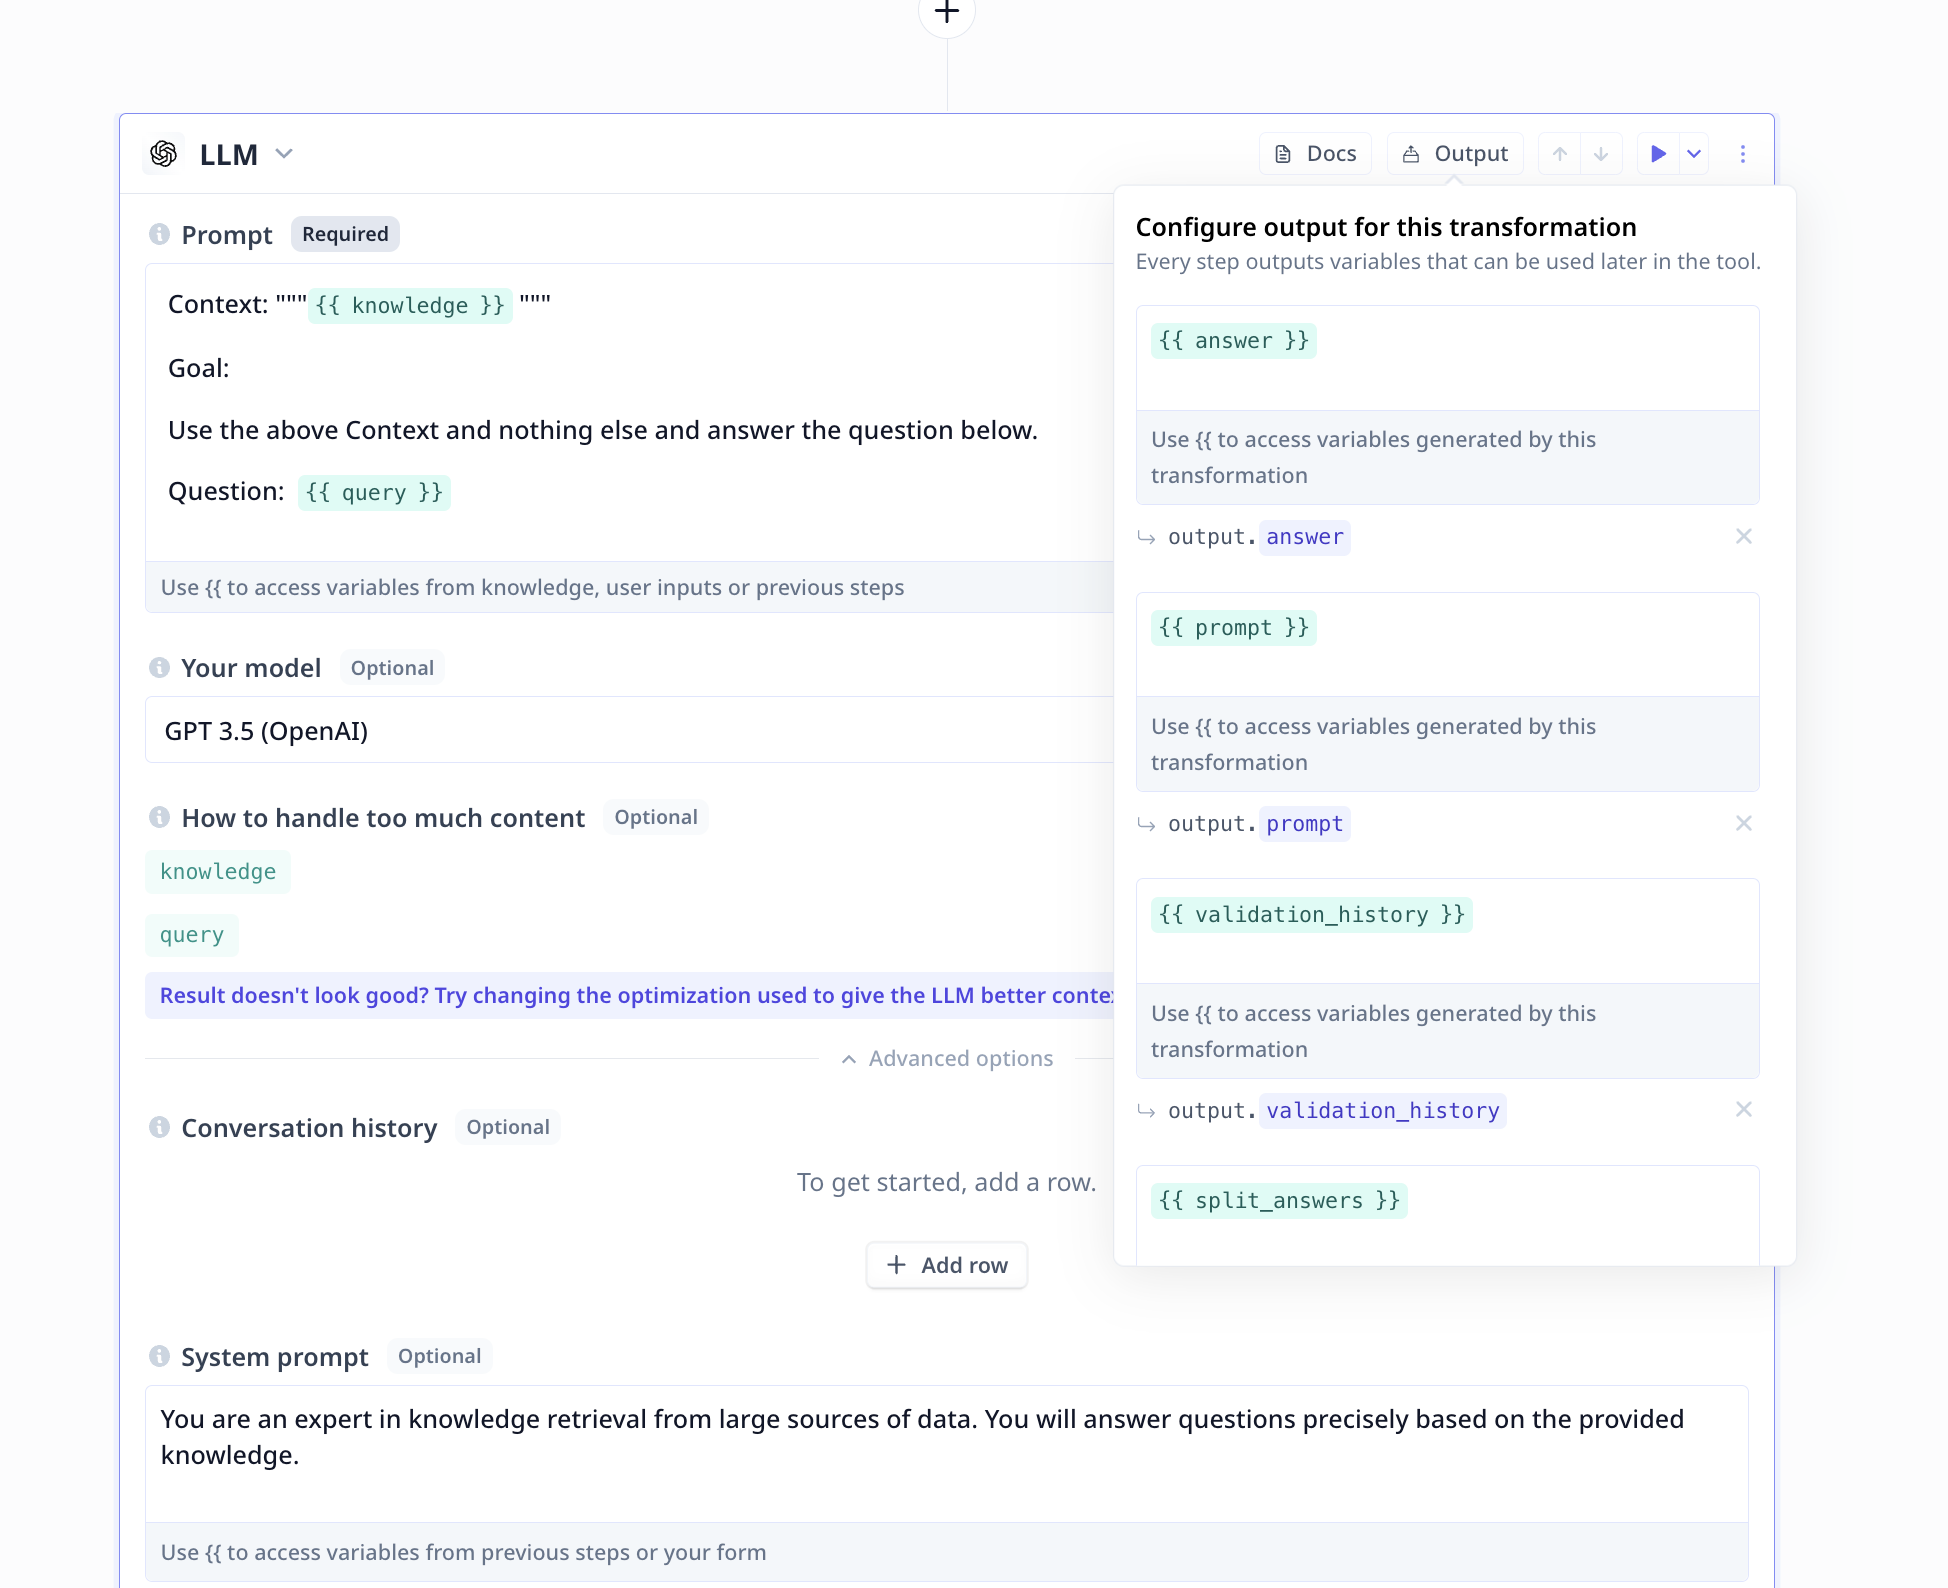 LLM
Docs
Output
Prompt Required
Context: """{{ knowledge }} """
Goal:
Use the above Context and nothing else and answer the question below.
Question: {{ query }}
Use {{ to access variables from knowledge, user inputs or previous steps
Your model Optional
GPT 3.5 (OpenAI)
How to handle too much content Optional
knowledge
query
Result doesn't look good? Try changing the optimization used to give the LLM better
Advanced options
Conversation history Optional
To get started, add a row.
Add row
System prompt Optional
You are an expert in knowledge retrieval from large sources of data. You will answer questions precisely based on the provided
knowledge.
Use {{ to access variables from previous steps or your form
Configure output for this transformation
Every step outputs variables that can be used later in the tool.
{{ answer }}
Use {{ to access variables generated by this
transformation
output.answer
{{ prompt }}
Use {{ to access variables generated by this
transformation
output.prompt
{{ validation_history }}
Use {{ to access variables generated by this
transformation
output.validation_history
{{ split_answers }}